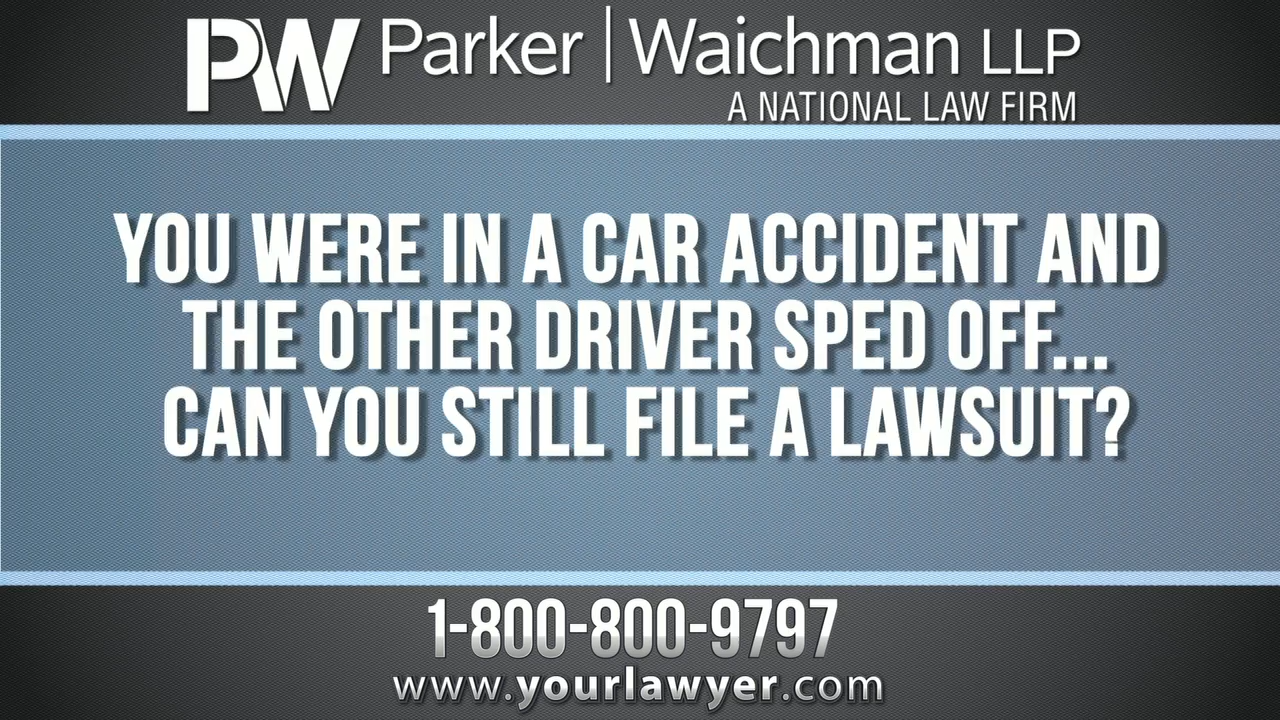 PW Parker | Waichman LLP
A NATIONAL LAW FIRM
YOU WERE IN A CAR ACCIDENT AND
THE OTHER DRIVER SPED OFF...
CAN YOU STILL FILE A LAWSUIT?
1-800-800-9797
www.yourlawyer.com